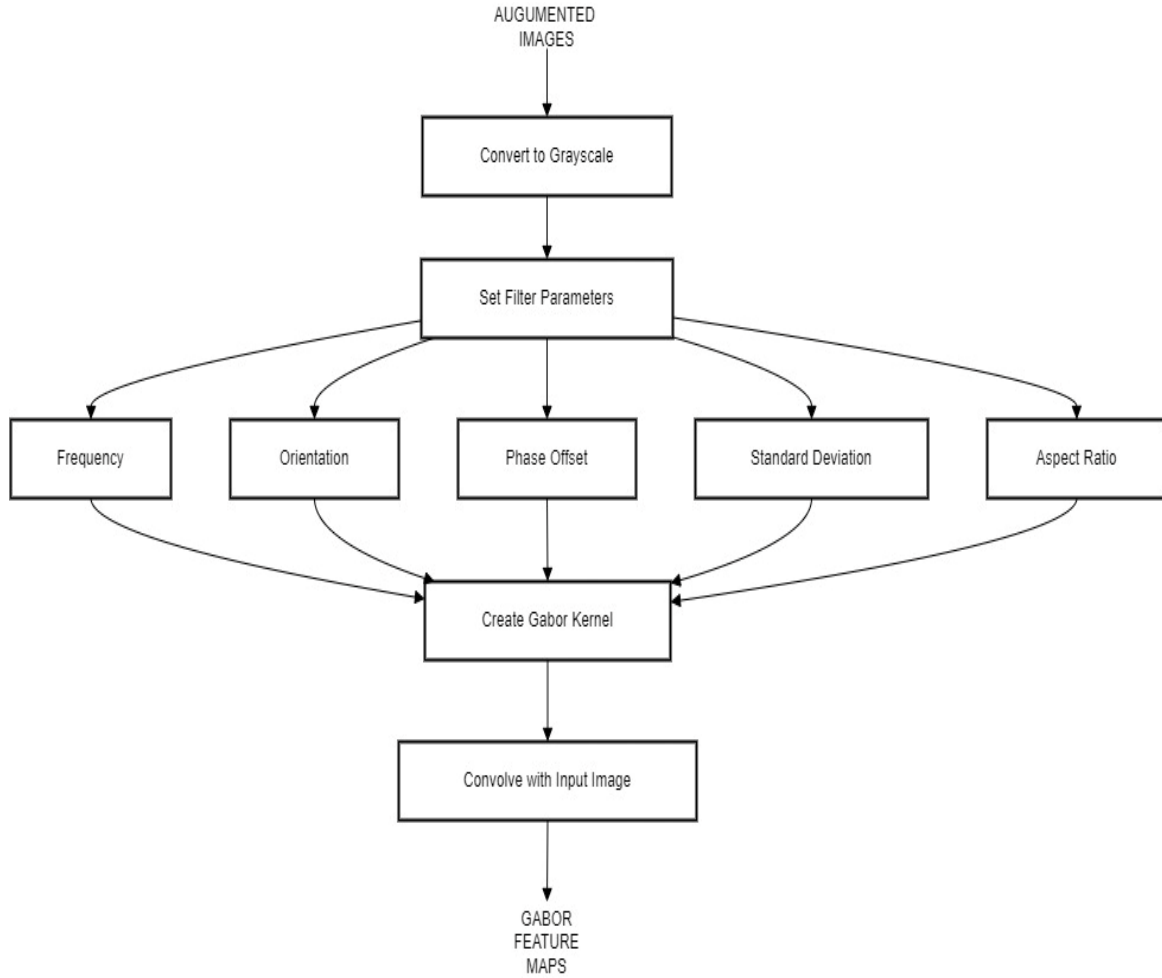 AUGUMENTED
IMAGES
Convert to Grayscale
Set Filter Parameters
Frequency
Orientation
Phase Offset
Standard Deviation
Aspect Ratio
Create Gabor Kernel
Convolve with Input Image
GABOR
FEATURE
MAPS